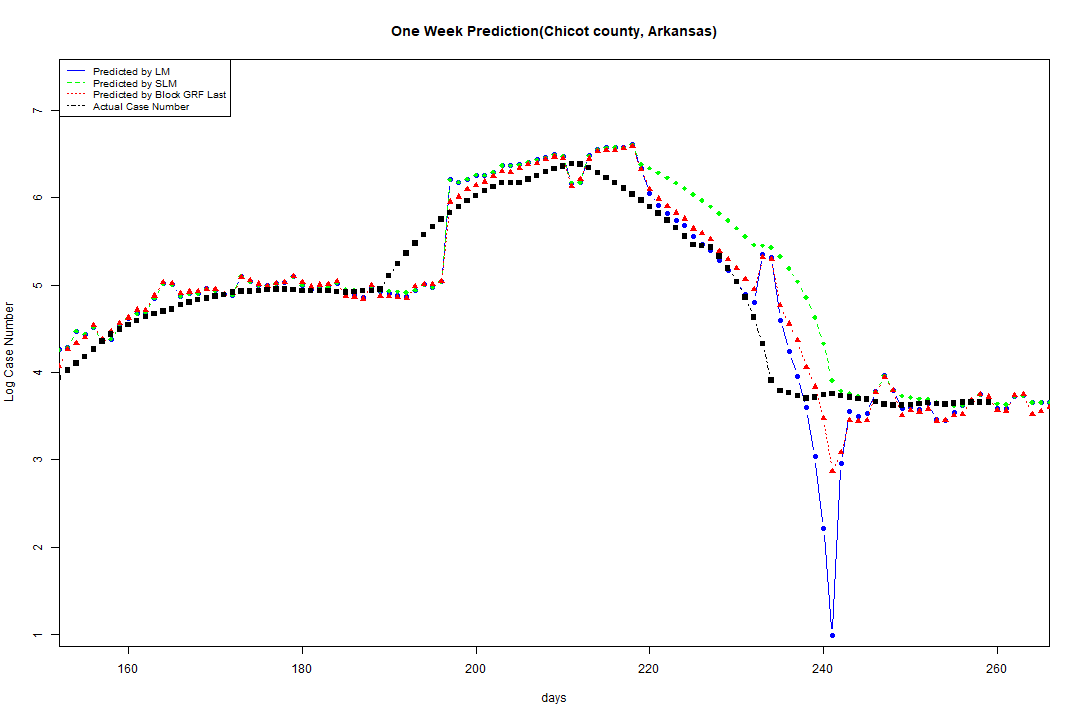 One Week Prediction(Chicot county, Arkansas)
Predicted by LM
Predicted by SLM
Predicted by Block GRF Last
Actual Case Number
7
6
5
4
3
2
1
Log Case Number
160 180 200 220 240 260
days